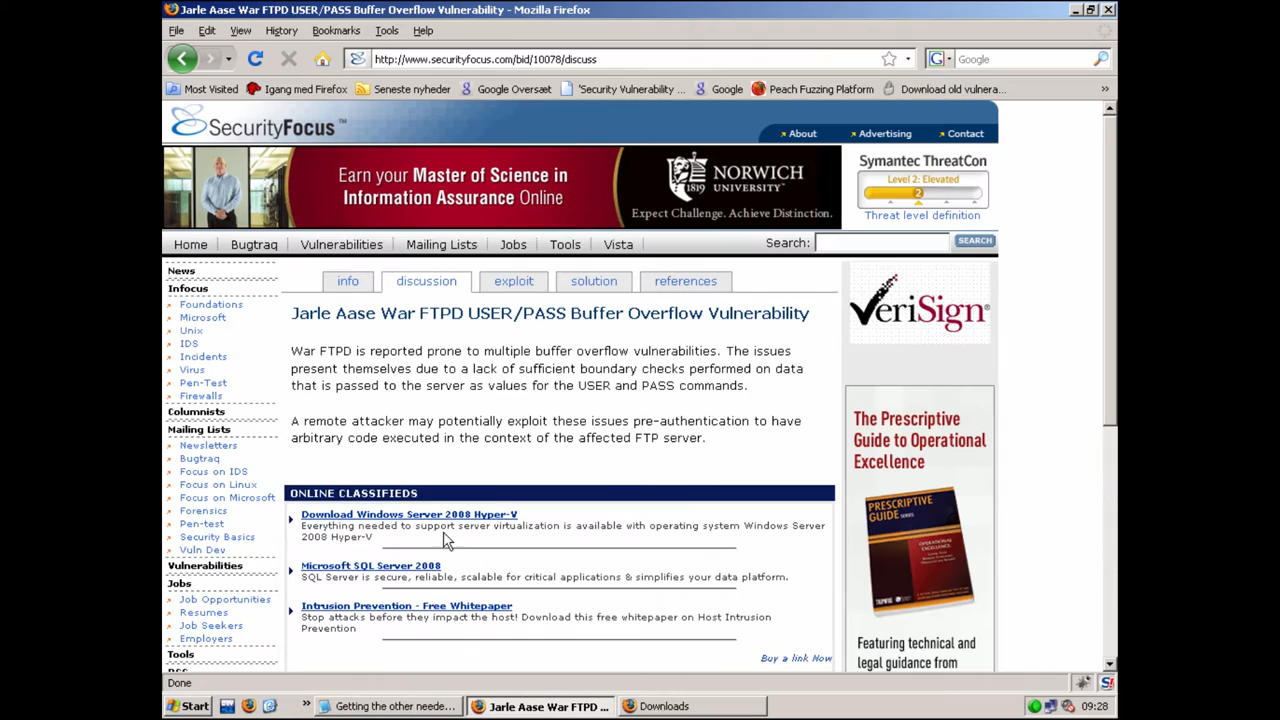 Jarle Aase War FTPD USER/PASS Buffer Overflow Vulnerability - Mozilla Firefox
File Edit View History Bookmarks Tools Help
http://www.securityfocus.com/bid/10078/discuss
Google
Most Visited Igang med Firefox Seneste nyheder Google Oversæt 'Security Vulnerability ... Google Peach Fuzzing Platform Download old vulnera... »
SecurityFocus™
About Advertising Contact
Earn your Master of Science in
Information Assurance Online
NORWICH
UNIVERSITY™
1819
Expect Challenge. Achieve Distinction.
Symantec ThreatCon
Level 2: Elevated
2
Threat level definition
Home Bugtraq Vulnerabilities Mailing Lists Jobs Tools Vista
Search: SEARCH
News
Infocus
Foundations
Microsoft
Unix
IDS
Incidents
Virus
Pen-Test
Firewalls
Columnists
Mailing Lists
Newsletters
Bugtraq
Focus on IDS
Focus on Linux
Focus on Microsoft
Forensics
Pen-test
Security Basics
Vuln Dev
Vulnerabilities
Jobs
Job Opportunities
Resumes
Job Seekers
Employers
Tools
info discussion exploit solution references
Jarle Aase War FTPD USER/PASS Buffer Overflow Vulnerability
War FTPD is reported prone to multiple buffer overflow vulnerabilities. The issues
present themselves due to a lack of sufficient boundary checks performed on data
that is passed to the server as values for the USER and PASS commands.
A remote attacker may potentially exploit these issues pre-authentication to have
arbitrary code executed in the context of the affected FTP server.
ONLINE CLASSIFIEDS
Download Windows Server 2008 Hyper-V
Everything needed to support server virtualization is available with operating system Windows Server
2008 Hyper-V
Microsoft SQL Server 2008
SQL Server is secure, reliable, scalable for critical applications & simplifies your data platform.
Intrusion Prevention - Free Whitepaper
Stop attacks before they impact the host! Download this free whitepaper on Host Intrusion
Prevention
Buy a link Now
VeriSign®
The Prescriptive
Guide to Operational
Excellence
PRESCRIPTIVE
GUIDE SERIES
OPERATIONAL
EXCELLENCE
Featuring technical and
legal guidance from
Done
Start » Getting the other neede... Jarle Aase War FTPD ... Downloads 09:28